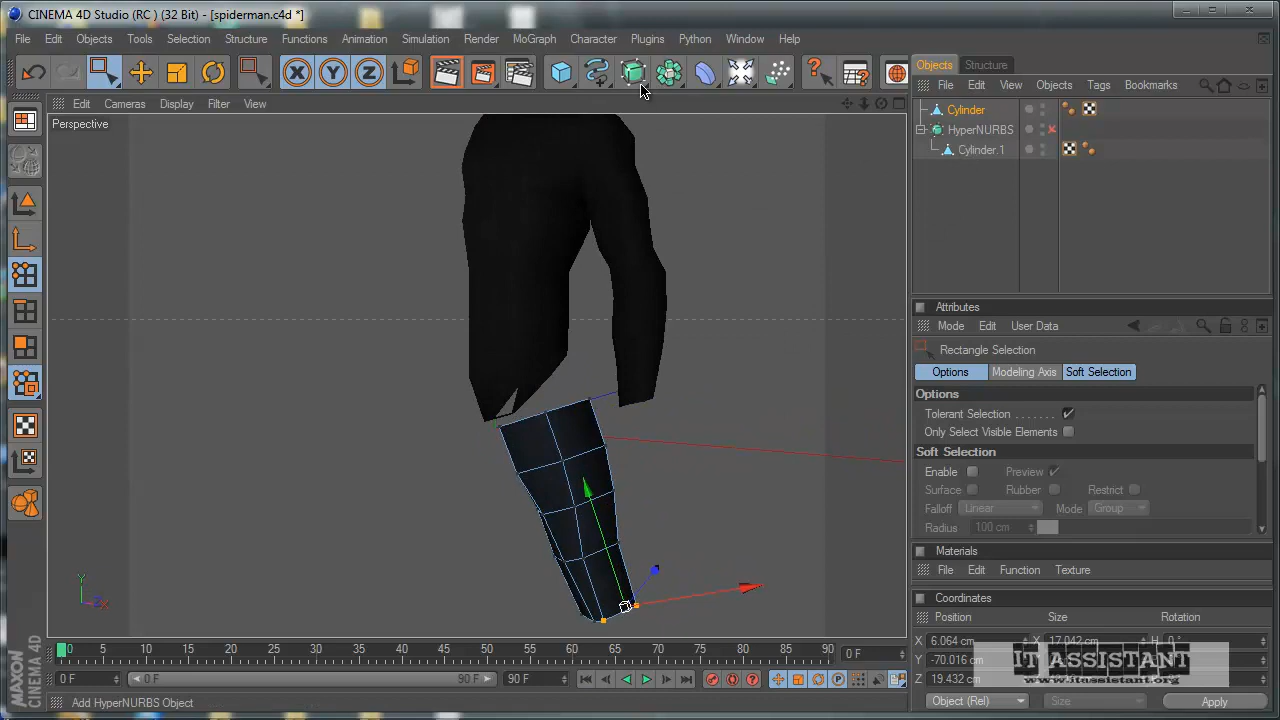 CINEMA 4D Studio (RC ) (32 Bit) - [spiderman.c4d *]
File Edit Objects Tools Selection Structure Functions Animation Simulation Render MoGraph Character Plugins Python Window Help
X Y Z
Edit Cameras Display Filter View
Perspective
Y
Z X
Objects Structure
File Edit View Objects Tags Bookmarks
Cylinder
HyperNURBS
Cylinder.1
Attributes
Mode Edit User Data
Rectangle Selection
Options Modeling Axis Soft Selection
Options
Tolerant Selection . . . . . .
Only Select Visible Elements
Soft Selection
Enable Preview
Surface Rubber Restrict
Falloff Linear Mode Group
Radius 100 cm
Materials
File Edit Function Texture
Coordinates
Position Size Rotation
X 6.064 cm X 17.042 cm H 0 °
Y -70.016 cm
Z 19.432 cm
Object (Rel) Size Apply
IT ASSISTANT
www.itassistant.org
0 5 10 15 20 25 30 35 40 45 50 55 60 65 70 75 80 85 90 0 F
0 F 0 F 90 F 90 F
Add HyperNURBS Object
MAXON
CINEMA 4D